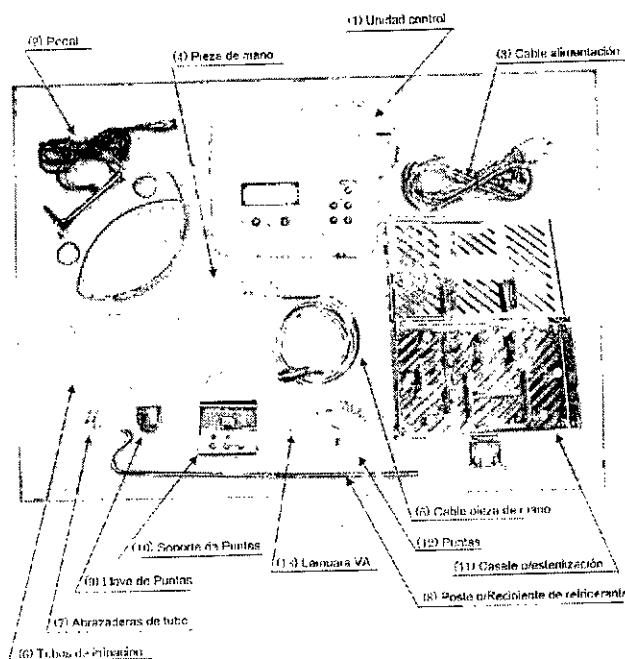 (1) Unidad control
(2) Pedal
(4) Pieza de mano
(3) Cable alimentación
(5) Cable pieza de mano
(10) Soporte de Puntas
(12) Puntas
(13) Lampara VA
(11) Casete p/esterilización
(9) Llave de Puntas
(8) Poste p/Recipiente de refrigerante
(7) Abrazaderas de tubo
(6) Tubos de irrigación